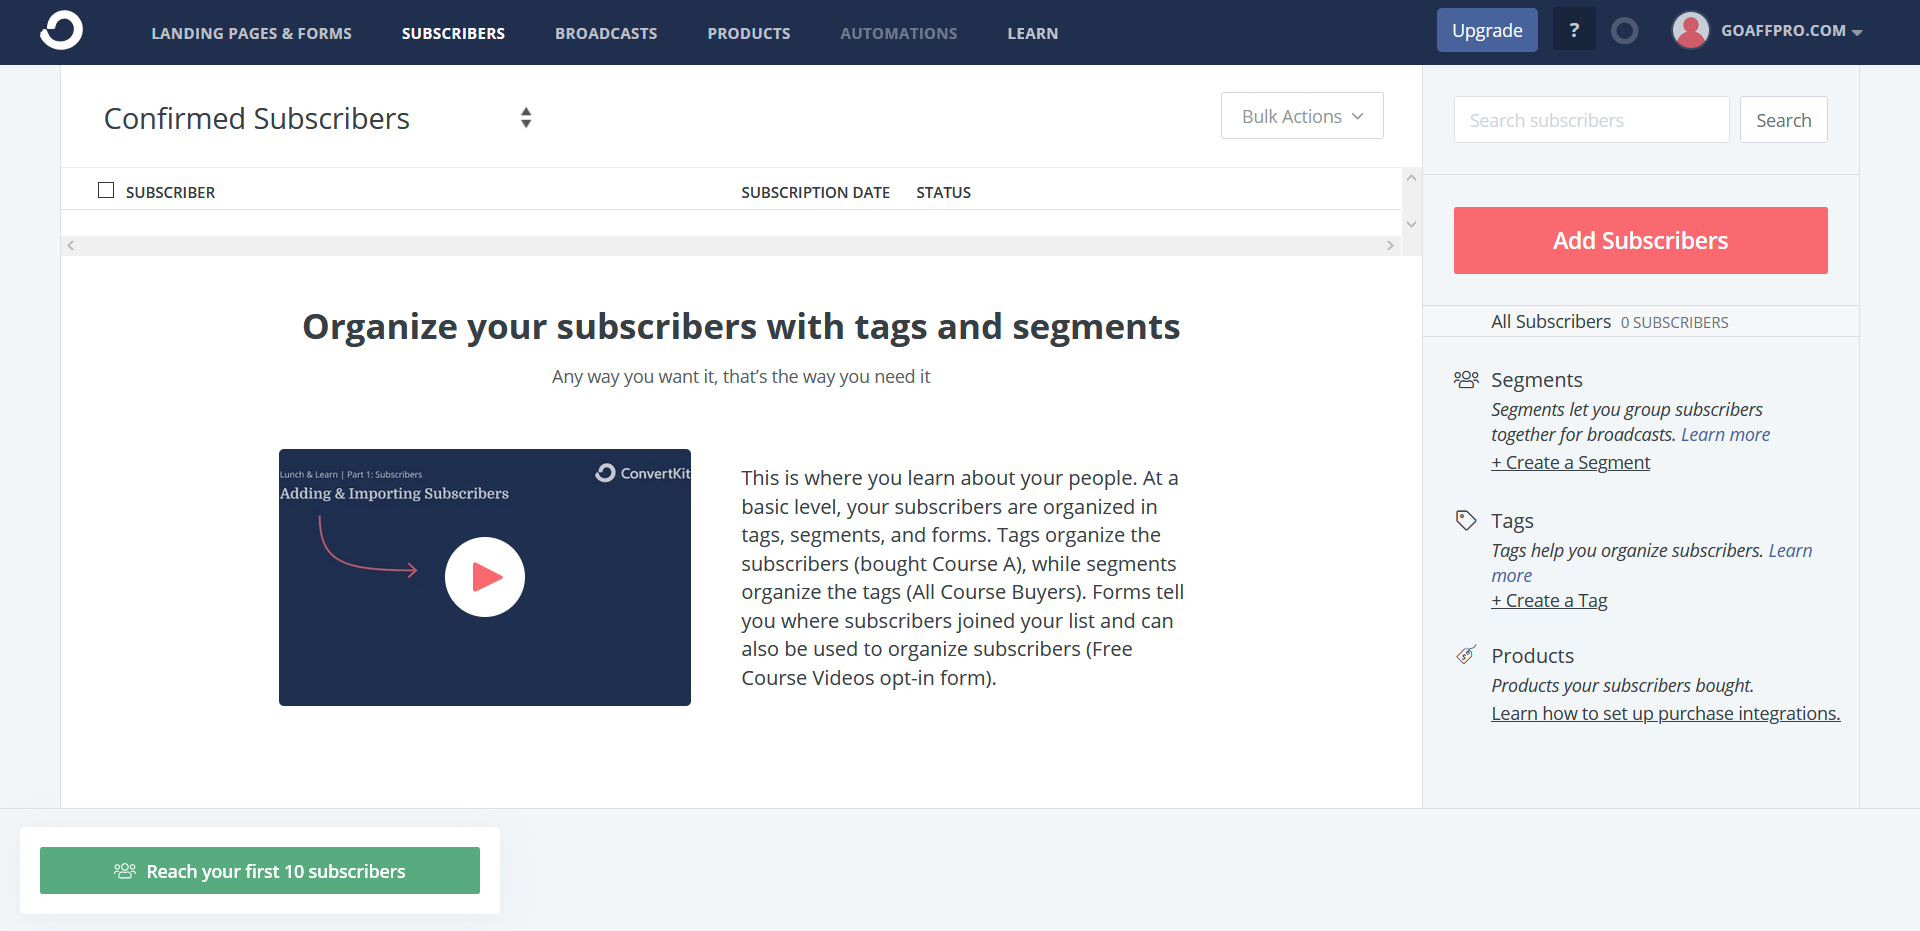 LANDING PAGES & FORMS SUBSCRIBERS BROADCASTS PRODUCTS AUTOMATIONS LEARN Upgrade ? GOAFFPRO.COM
Confirmed Subscribers
Bulk Actions
SUBSCRIBER SUBSCRIPTION DATE STATUS
Organize your subscribers with tags and segments
Any way you want it, that’s the way you need it
Lunch & Learn | Part 1: Subscribers
ConvertKit
Adding & Importing Subscribers
This is where you learn about your people. At a
basic level, your subscribers are organized in
tags, segments, and forms. Tags organize the
subscribers (bought Course A), while segments
organize the tags (All Course Buyers). Forms tell
you where subscribers joined your list and can
also be used to organize subscribers (Free
Course Videos opt-in form).
Search subscribers Search
Add Subscribers
All Subscribers 0 SUBSCRIBERS
Segments
Segments let you group subscribers
together for broadcasts. Learn more
+ Create a Segment
Tags
Tags help you organize subscribers. Learn
more
+ Create a Tag
Products
Products your subscribers bought.
Learn how to set up purchase integrations.
Reach your first 10 subscribers